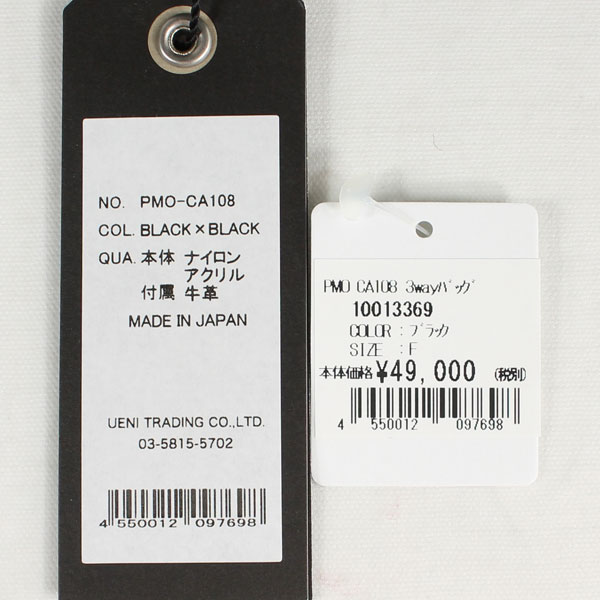 NO. PMO-CA108
COL. BLACK×BLACK
QUA. 本体 ナイロン
アクリル
付属 牛革
MADE IN JAPAN
UENI TRADING CO.,LTD.
03-5815-5702
4 550012 097698
PMO CA108 3wayバッグ
10013369
COLOR : ブラック
SIZE : F
本体価格 ¥49,000 (税別)
4 550012 097698